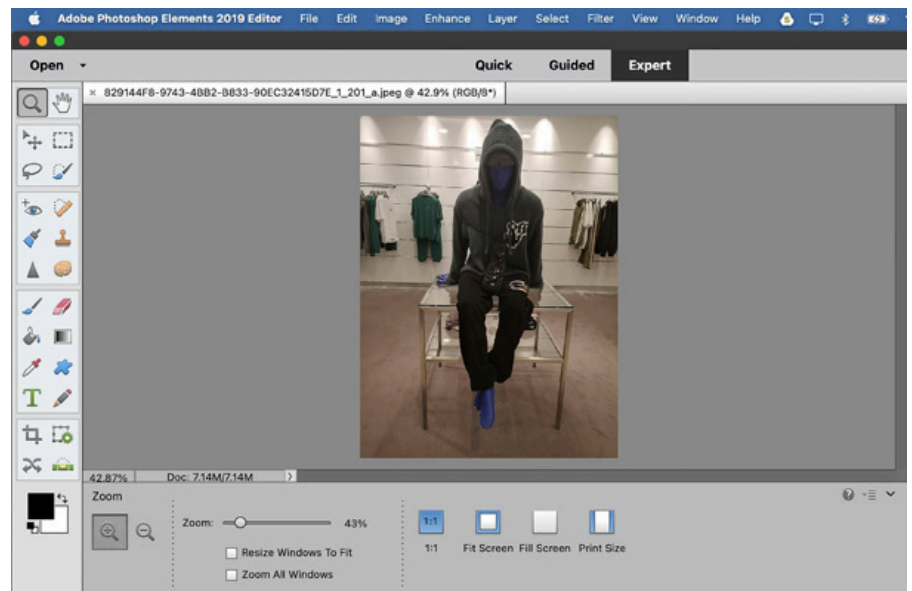 Adobe Photoshop Elements 2019 Editor File Edit Image Enhance Layer Select Filter View Window Help
Open Quick Guided Expert
× 829144F8-9743-4BB2-B833-90EC32415D7E_1_201_a.jpeg @ 42.9% (RGB/8*)
42.87% Doc: 7.14M/7.14M
Zoom
Zoom: 43%
1:1
1:1 Fit Screen Fill Screen Print Size
Resize Windows To Fit
Zoom All Windows